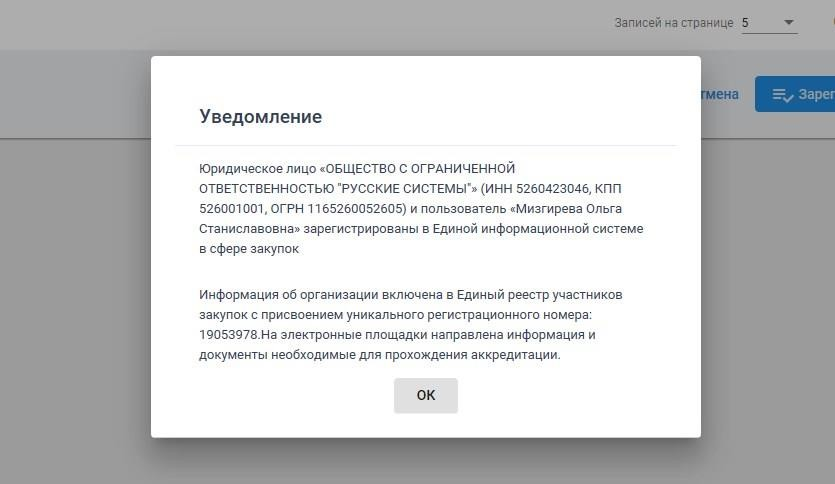 Записей на странице 5
тмена
Зарег
Уведомление
Юридическое лицо «ОБЩЕСТВО С ОГРАНИЧЕННОЙ
ОТВЕТСТВЕННОСТЬЮ "РУССКИЕ СИСТЕМЫ"» (ИНН 5260423046, КПП
526001001, ОГРН 1165260052605) и пользователь «Мизгирева Ольга
Станиславовна» зарегистрированы в Единой информационной системе
в сфере закупок
Информация об организации включена в Единый реестр участников
закупок с присвоением уникального регистрационного номера:
19053978.На электронные площадки направлена информация и
документы необходимые для прохождения аккредитации.
ОК